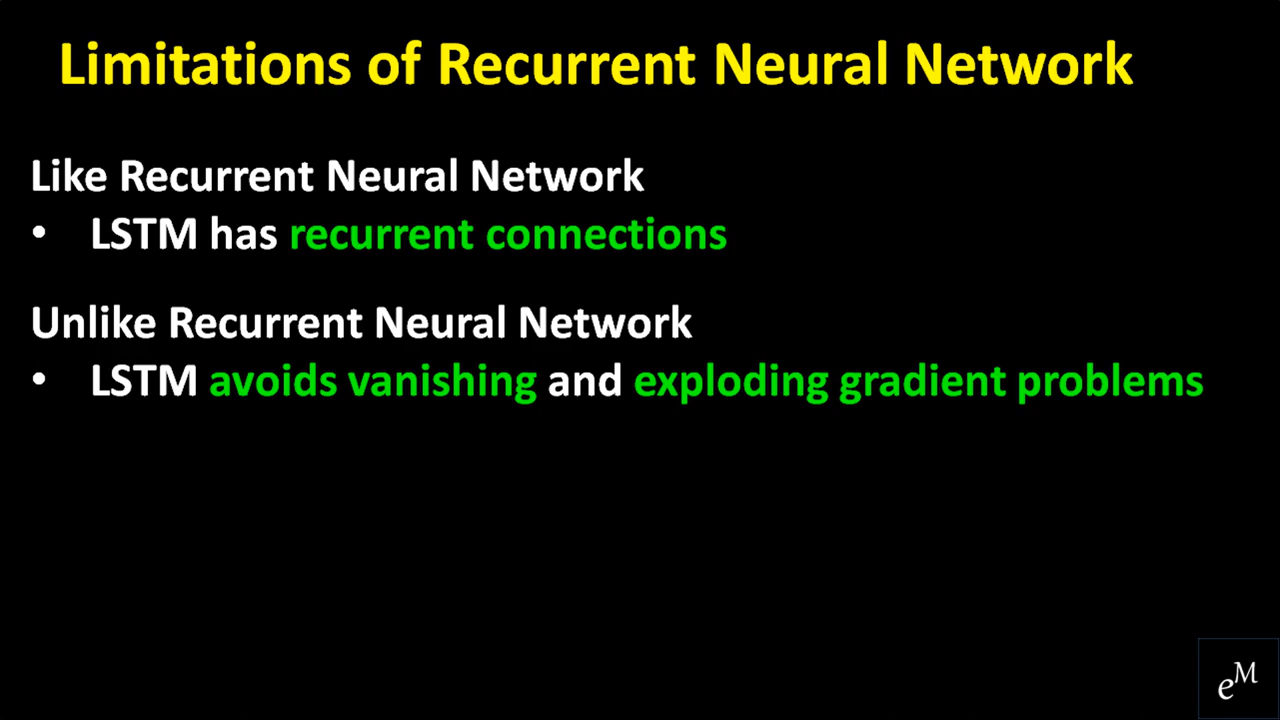 Limitations of Recurrent Neural Network
Like Recurrent Neural Network
• LSTM has recurrent connections
Unlike Recurrent Neural Network
• LSTM avoids vanishing and exploding gradient problems
eM